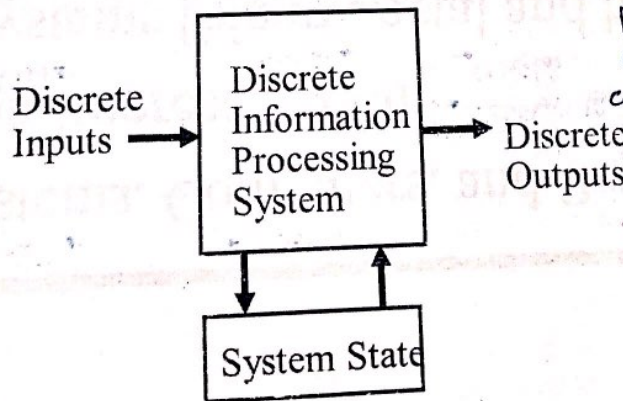 Discrete
Inputs
Discrete
Information
Processing
System
Discrete
Outputs
System State